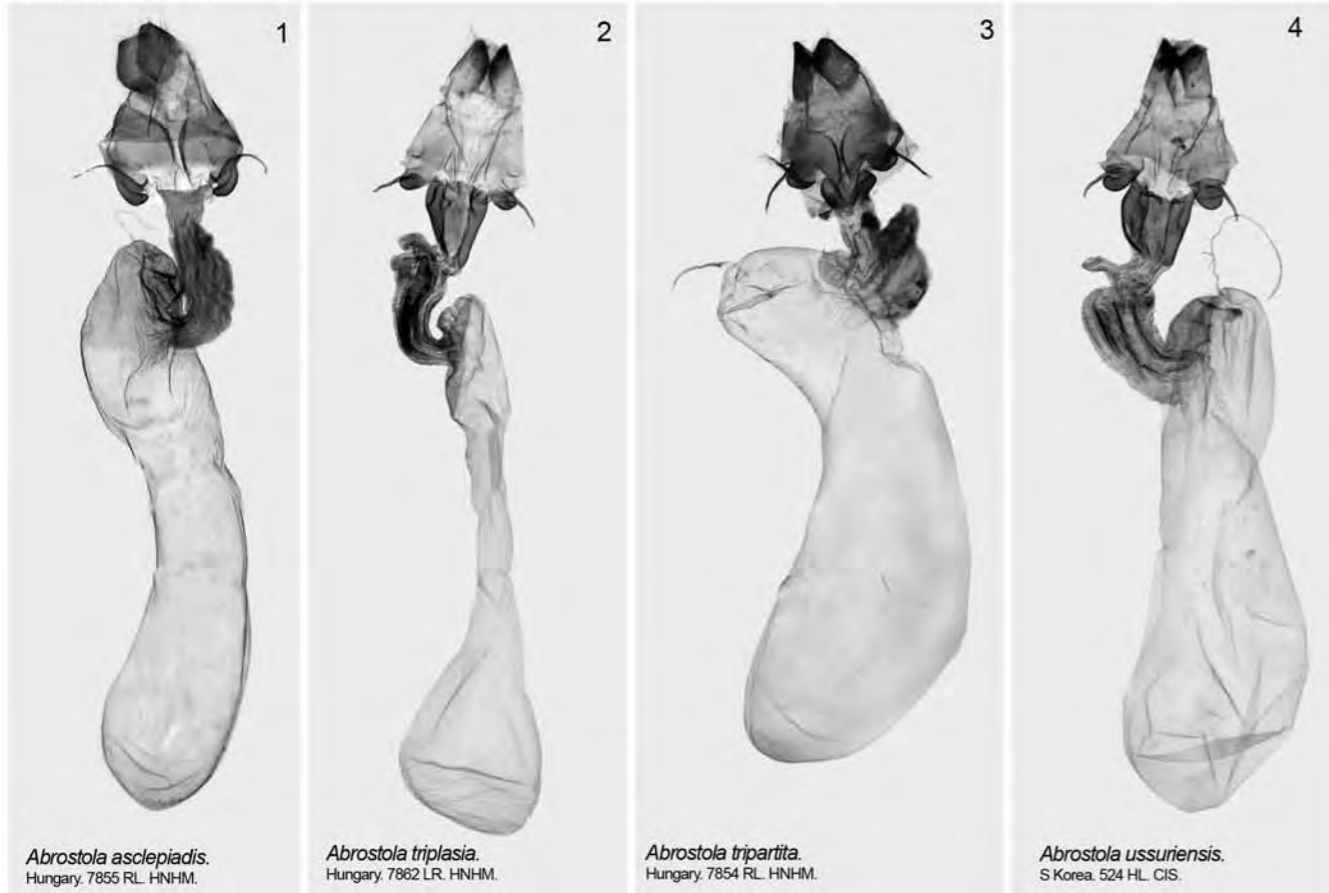 1
2
3
4
Abrostola asclepiadis.
Hungary. 7855 RL. HNHM.
Abrostola triplasia.
Hungary. 7862 LR. HNHM.
Abrostola tripartita.
Hungary. 7854 RL. HNHM.
Abrostola ussuriensis.
S Korea. 524 HL. CIS.